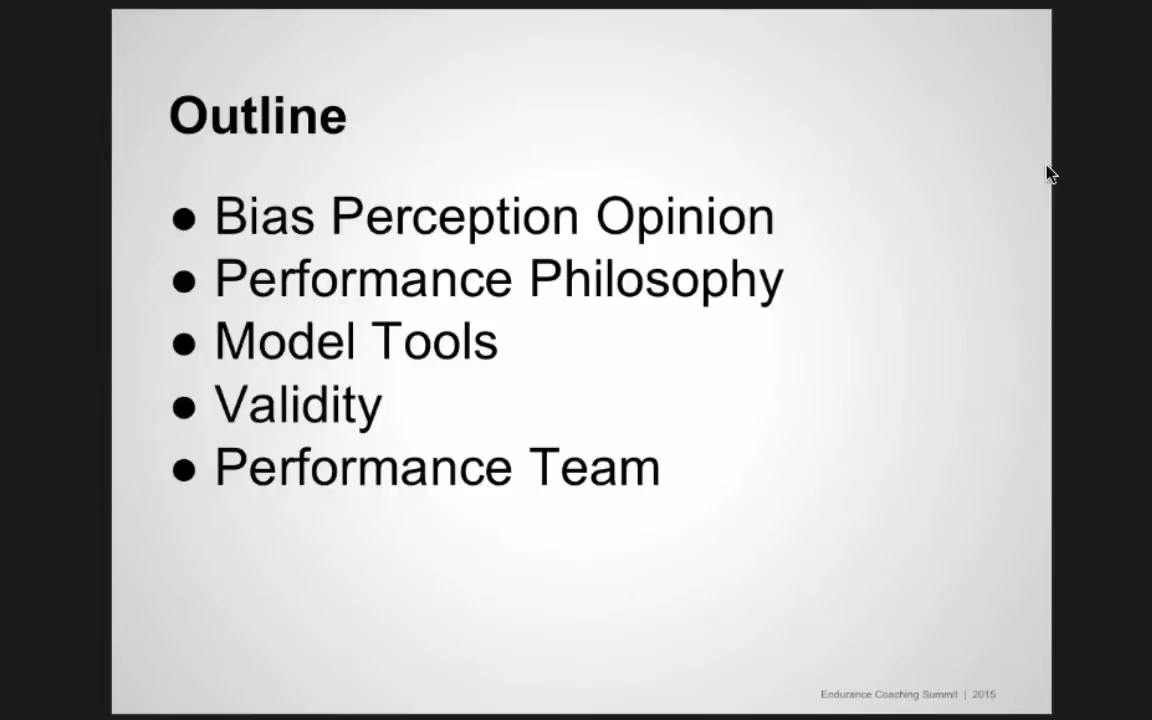 Outline
● Bias Perception Opinion
● Performance Philosophy
● Model Tools
● Validity
● Performance Team
Endurance Coaching Summit | 2015